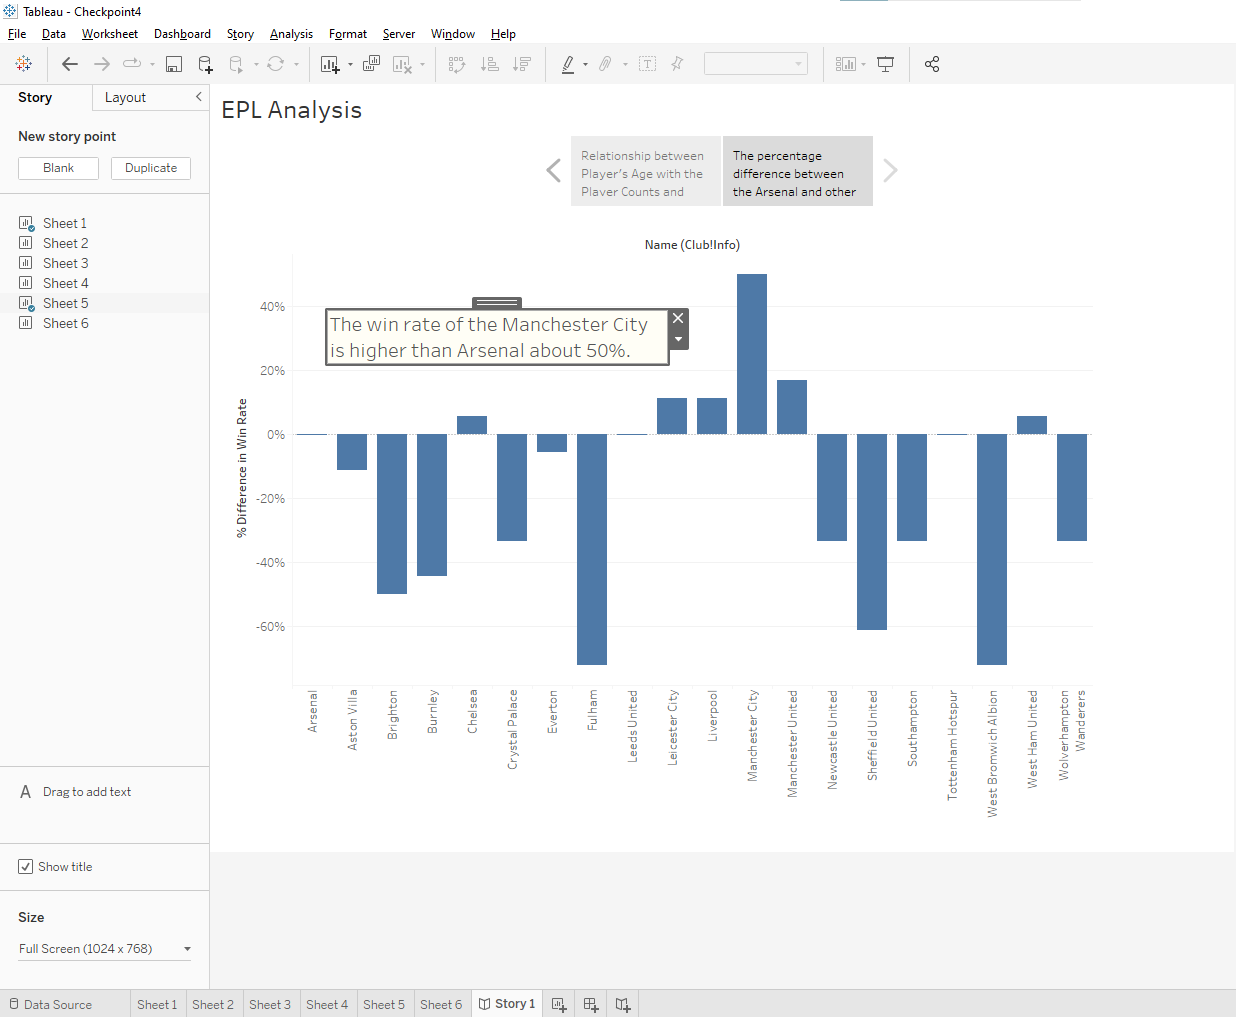 Tableau - Checkpoint4
File Data Worksheet Dashboard Story Analysis Format Server Window Help
Story Layout
New story point
Blank Duplicate
Sheet 1
Sheet 2
Sheet 3
Sheet 4
Sheet 5
Sheet 6
A Drag to add text
Show title
Size
Full Screen (1024 x 768)
EPL Analysis
Relationship between
Player's Age with the
Player Counts and
The percentage
difference between
the Arsenal and other
Name (Club!Info)
The win rate of the Manchester City
is higher than Arsenal about 50%.
% Difference in Win Rate
40%
20%
0%
-20%
-40%
-60%
Arsenal
Aston Villa
Brighton
Burnley
Chelsea
Crystal Palace
Everton
Fulham
Leeds United
Leicester City
Liverpool
Manchester City
Manchester United
Newcastle United
Sheffield United
Southampton
Tottenham Hotspur
West Bromwich Albion
West Ham United
Wolverhampton
Wanderers
Data Source Sheet 1 Sheet 2 Sheet 3 Sheet 4 Sheet 5 Sheet 6 Story 1